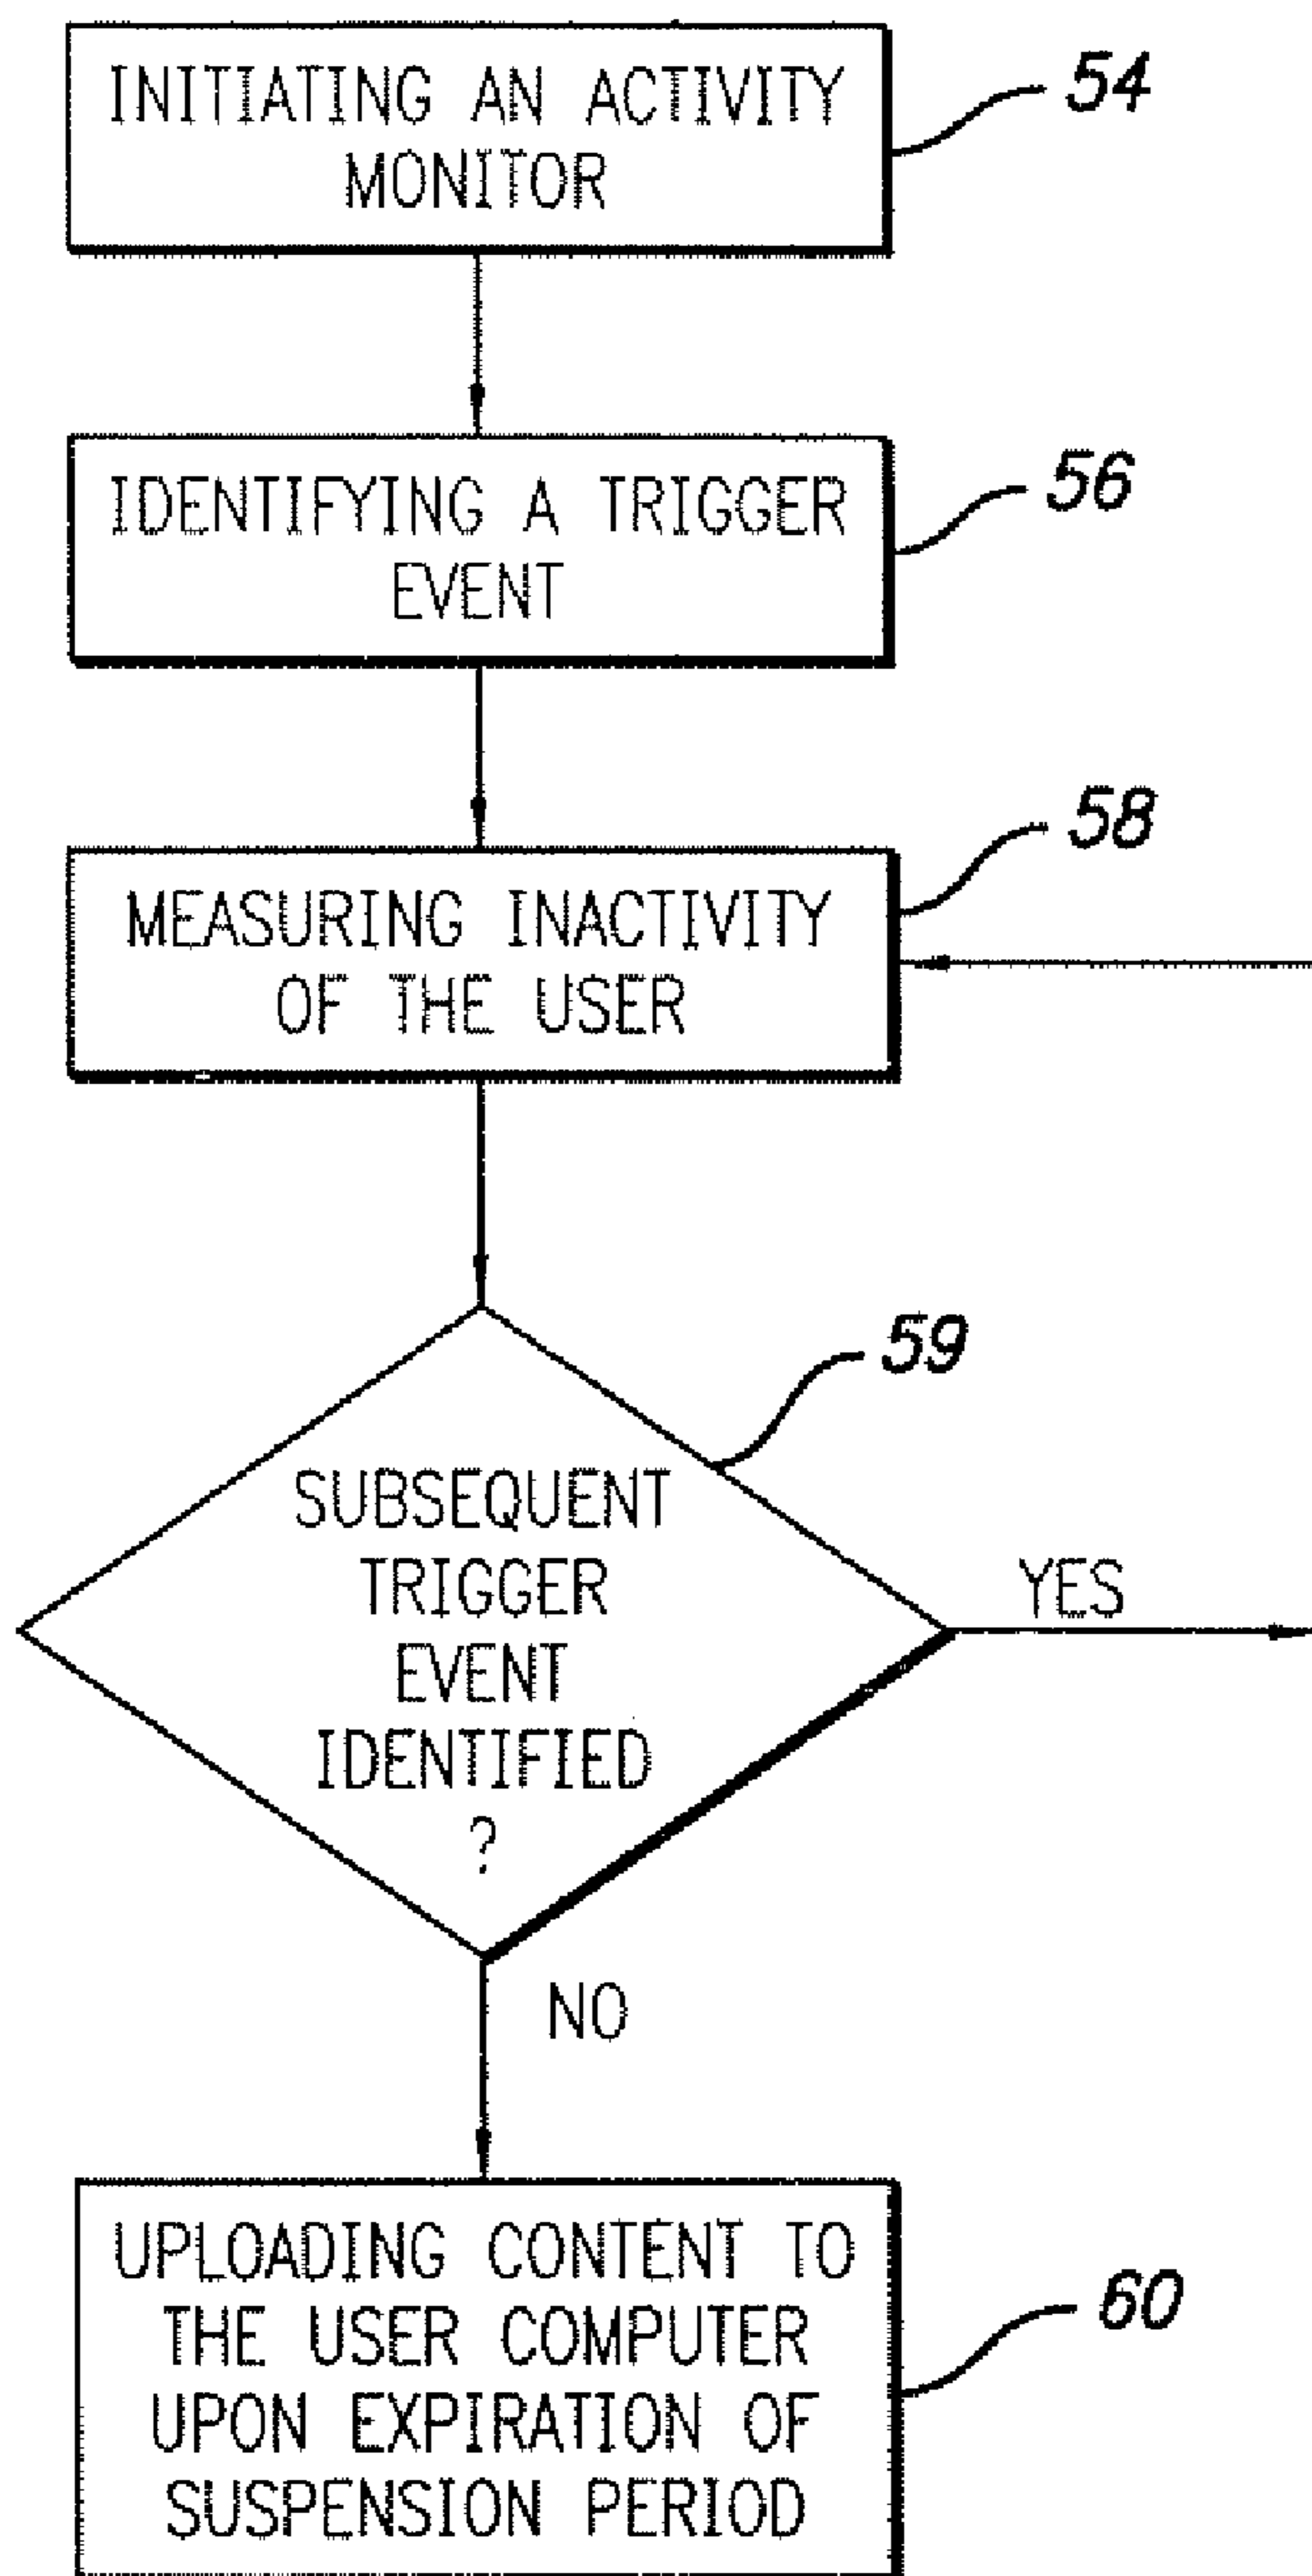 INITIATING AN ACTIVITY
MONITOR
54
IDENTIFYING A TRIGGER
EVENT
56
58
MEASURING INACTIVITY
OF THE USER
59
SUBSEQUENT
TRIGGER
EVENT
IDENTIFIED
?
YES
NO
UPLOADING CONTENT TO
THE USER COMPUTER
UPON EXPIRATION OF
SUSPENSION PERIOD
60